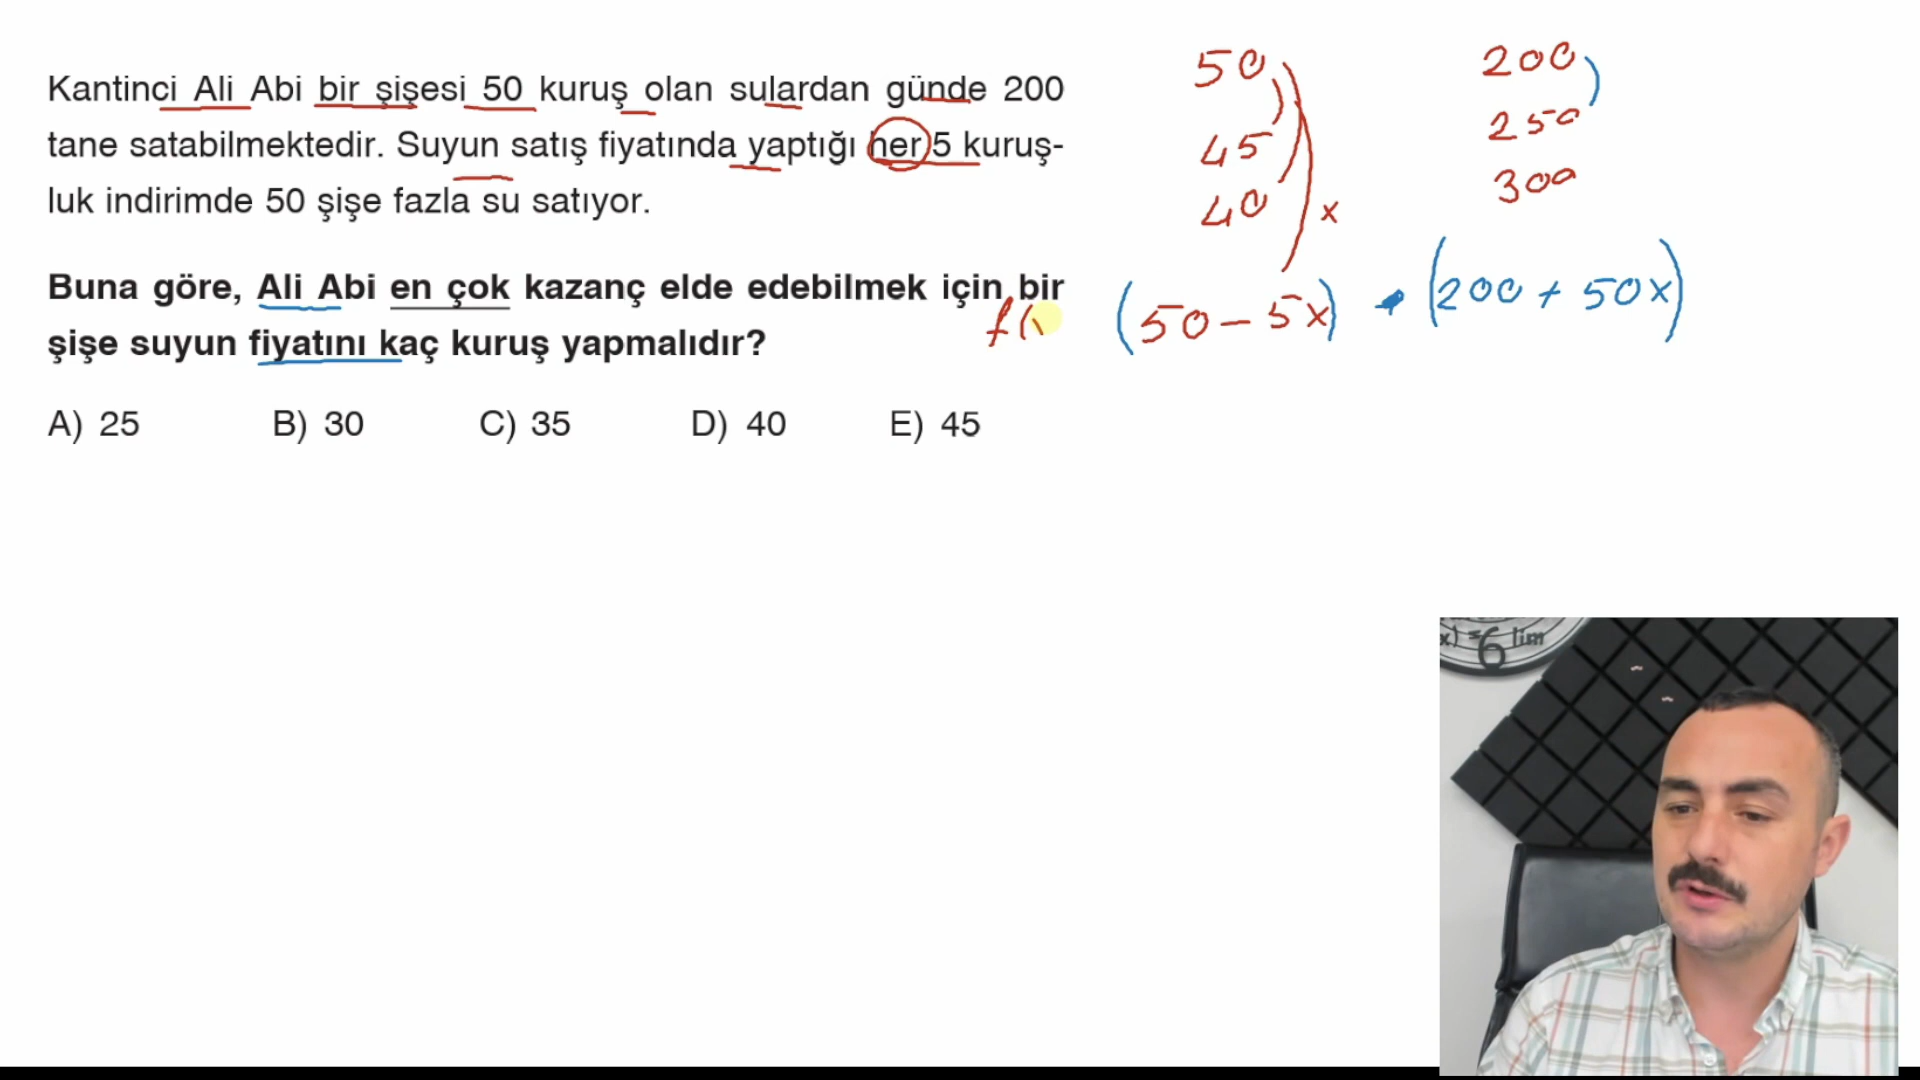 Kantinci Ali Abi bir şişesi 50 kuruş olan sulardan günde 200
tane satabilmektedir. Suyun satış fiyatında yaptığı her 5 kuruş-
luk indirimde 50 şişe fazla su satıyor.
Buna göre, Ali Abi en çok kazanç elde edebilmek için bir
şişe suyun fiyatını kaç kuruş yapmalıdır?
A) 25 B) 30 C) 35 D) 40 E) 45
50 200
45 250
40 300
x
f( (50 - 5x) · (200 + 50x)
x) = 6 lim